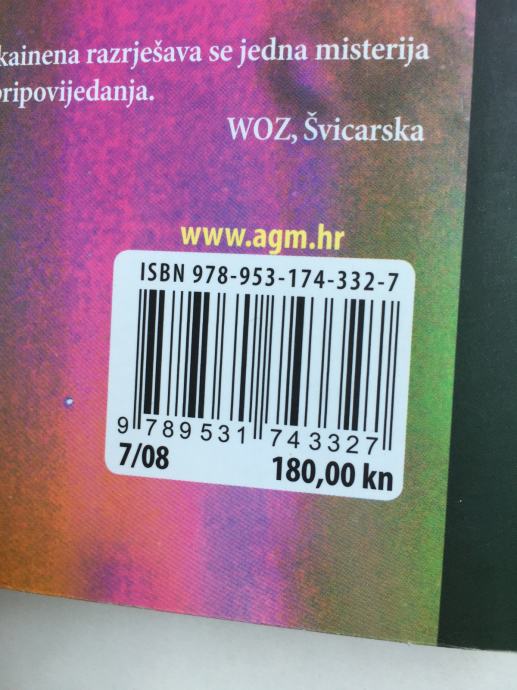 kainena razrješava se jedna misterija
pripovijedanja.
WOZ, Švicarska
www.agm.hr
ISBN 978-953-174-332-7
9 789531 743327
7/08 180,00 kn